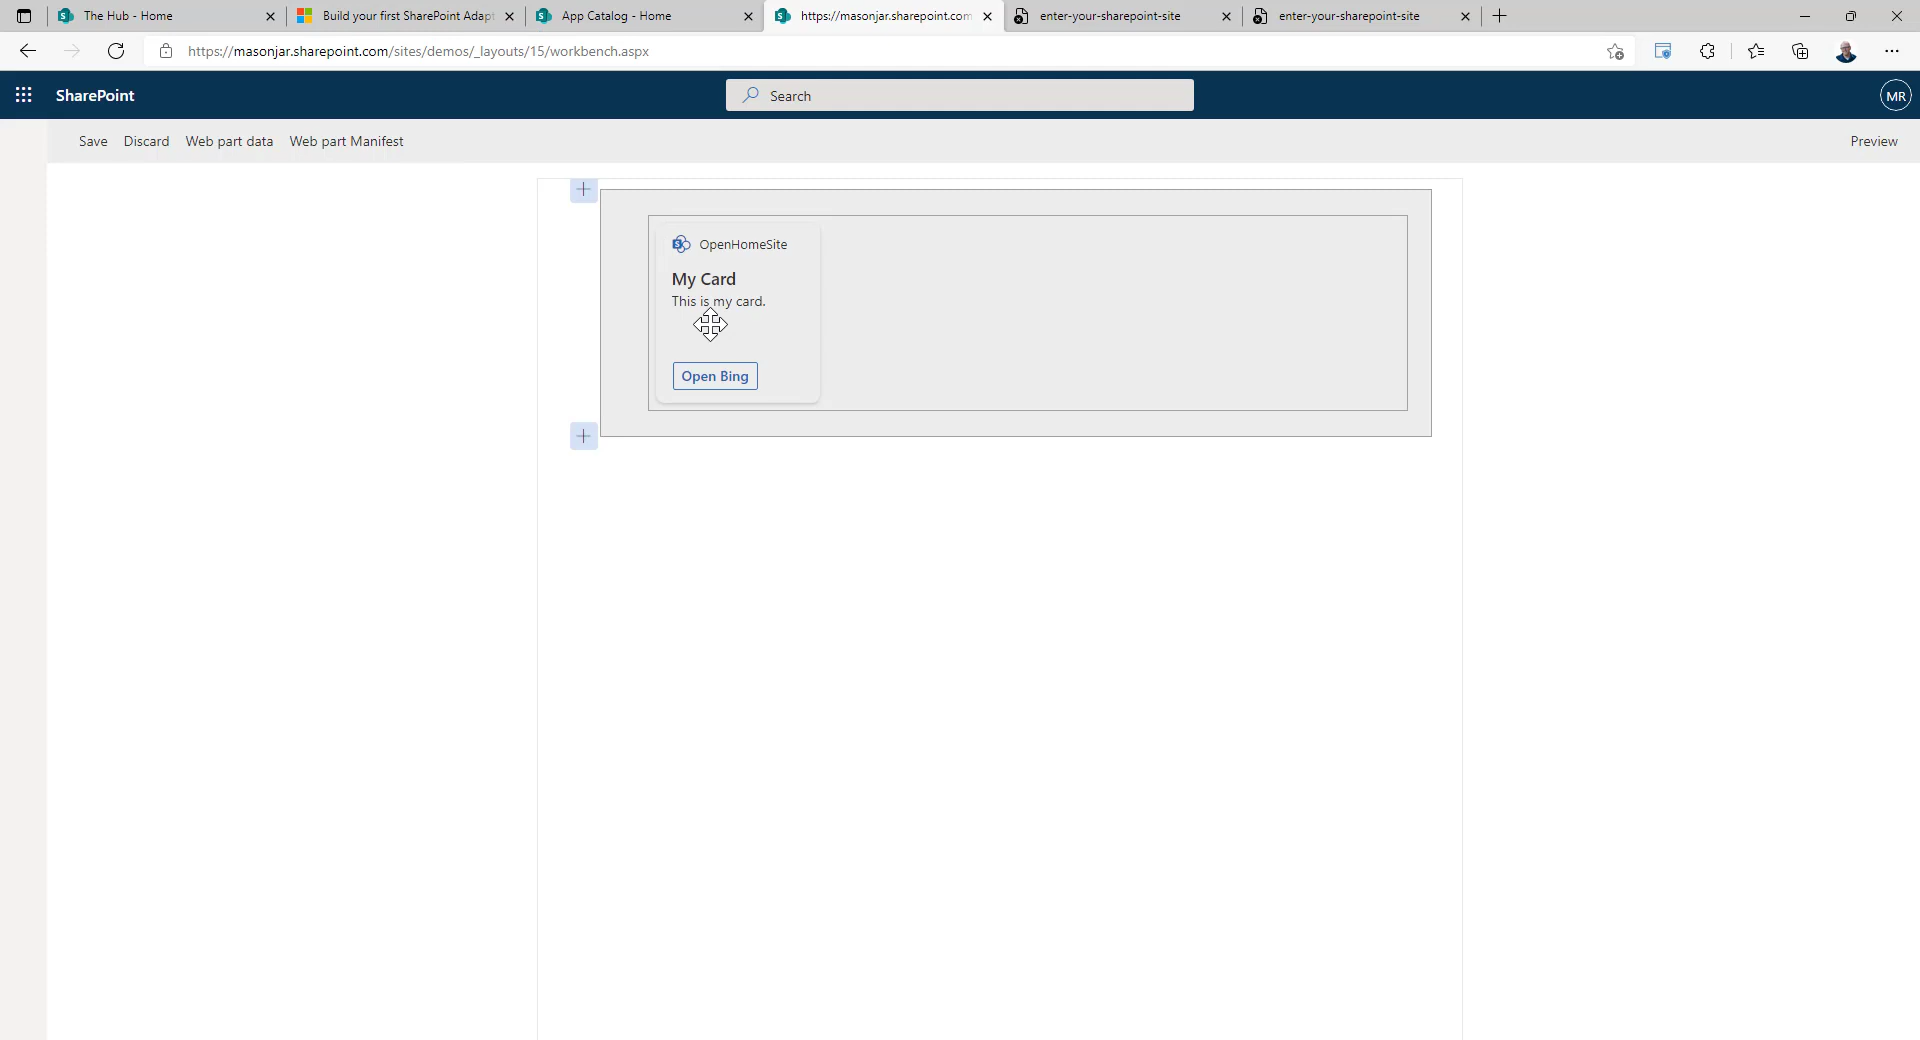 The Hub - Home
Build your first SharePoint Adapt
App Catalog - Home
https://masonjar.sharepoint.com
enter-your-sharepoint-site
enter-your-sharepoint-site
https://masonjar.sharepoint.com/sites/demos/_layouts/15/workbench.aspx
SharePoint
Search
MR
Save
Discard
Web part data
Web part Manifest
Preview
OpenHomeSite
My Card
This is my card.
Open Bing